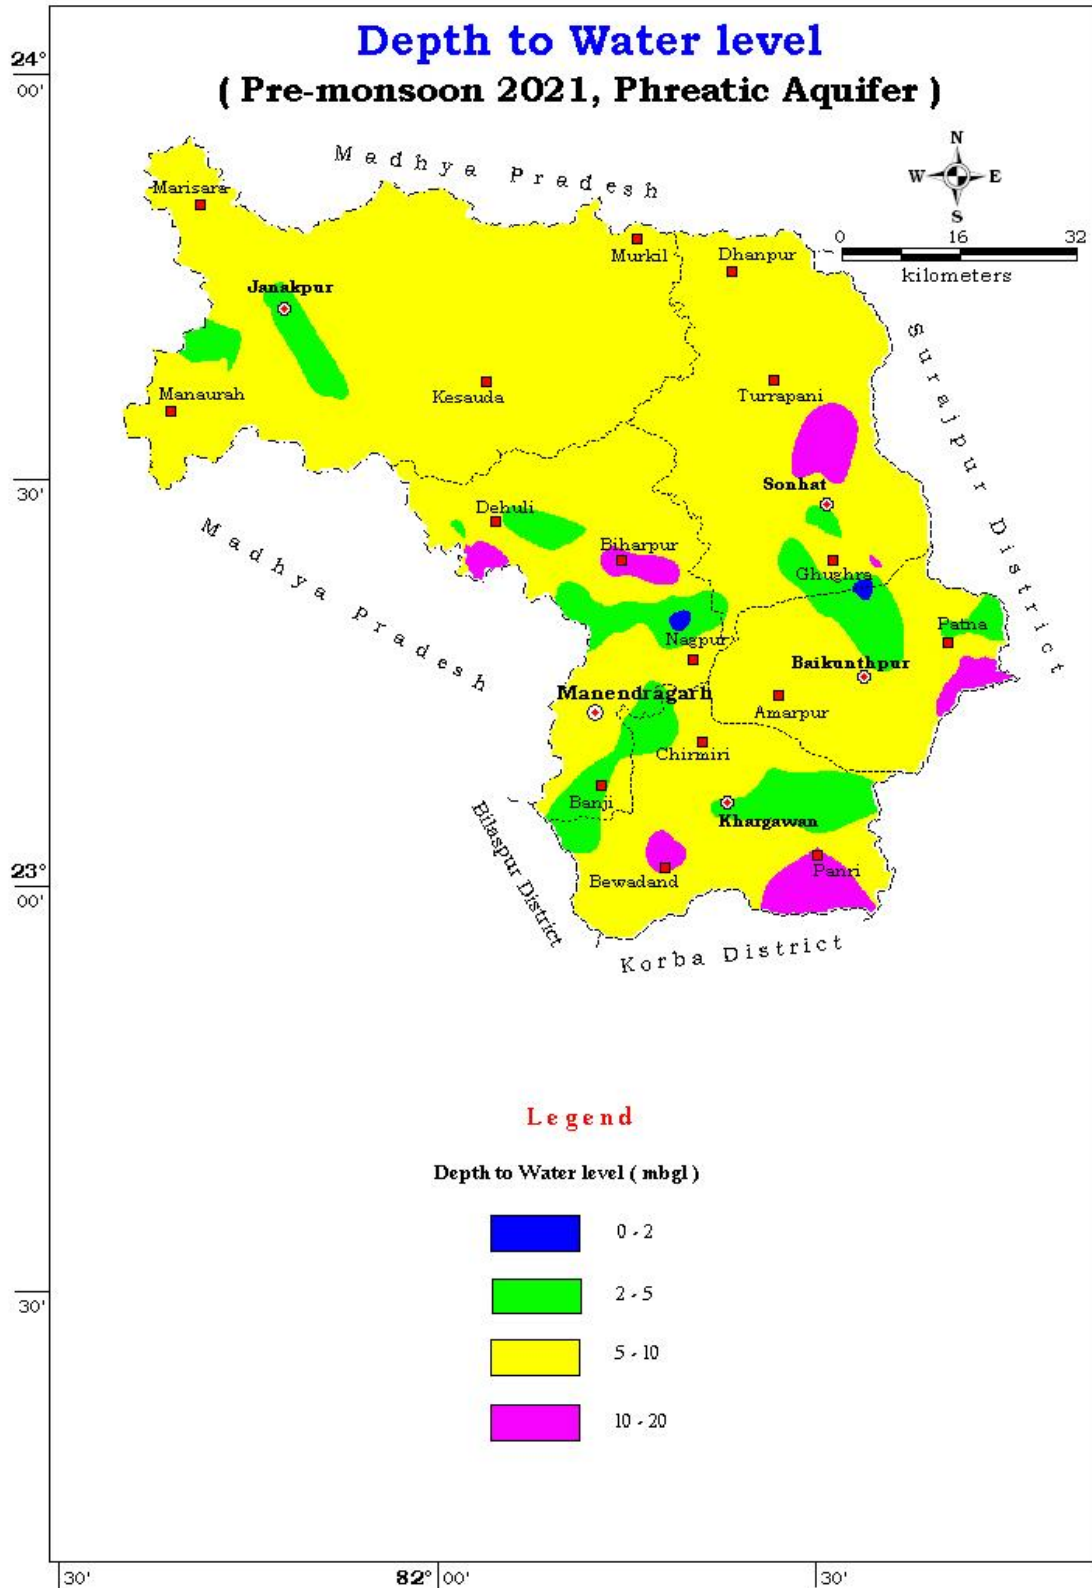 Depth to Water level
( Pre-monsoon 2021, Phreatic Aquifer )
24°
00'
Madhya Pradesh
N
W E
S
0 16 32
kilometers
Marisara
Murkil
Dhanpur
Janakpur
Surajpur District
Manaurah
Kesauda
Turrapani
30'
Sonhat
Dehuli
Madhya Pradesh
Biharpur
Ghughra
Nagpur
Patna
Baikunthpur
Manendragarh
Amarpur
Chirmiri
Banji
Khargawan
Bilaspur District
23°
00'
Bewadand
Panri
Korba District
Legend
Depth to Water level ( mbgl )
0 - 2
2 - 5
30'
5 - 10
10 - 20
30' 82° 00' 30'